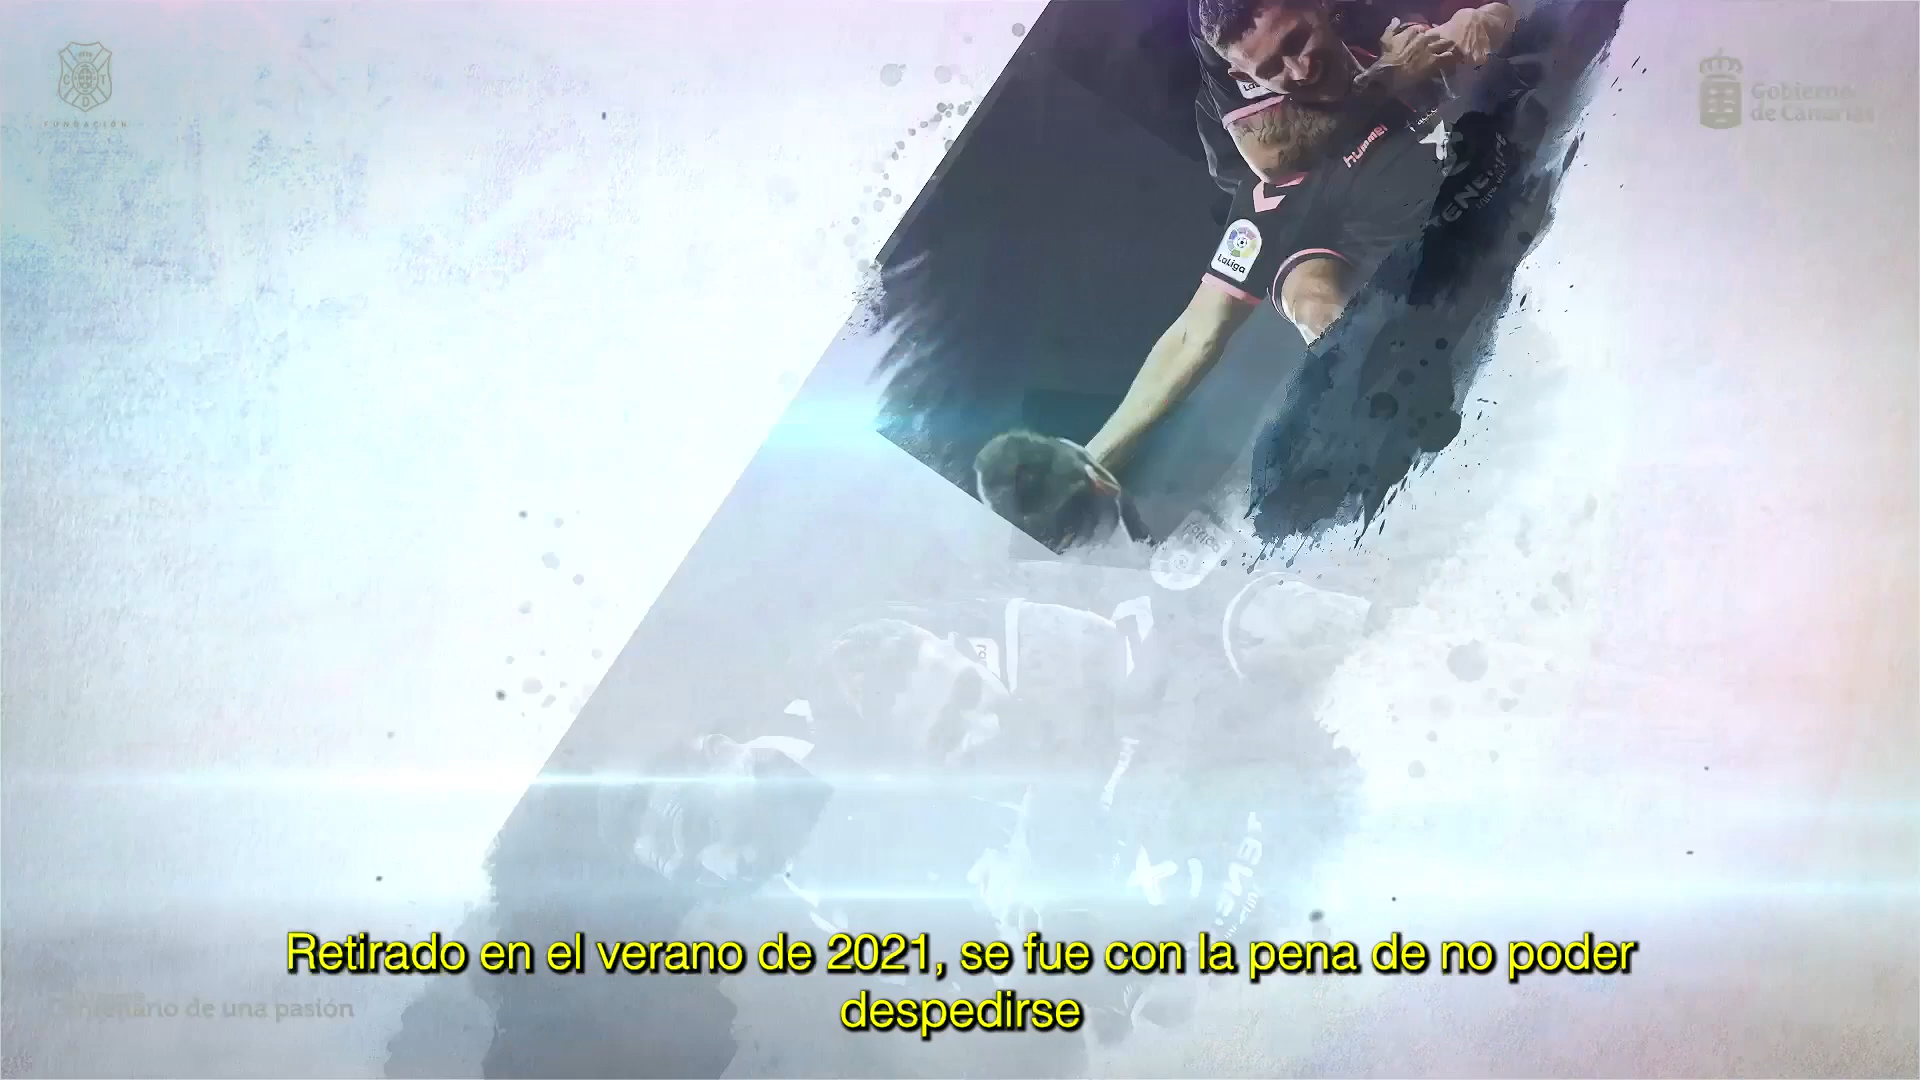 FUNDACIÓN
Gobierno
de Canarias
hummel
LaLiga
Retirado en el verano de 2021, se fue con la pena de no poder
despedirse
Centenario de una pasión